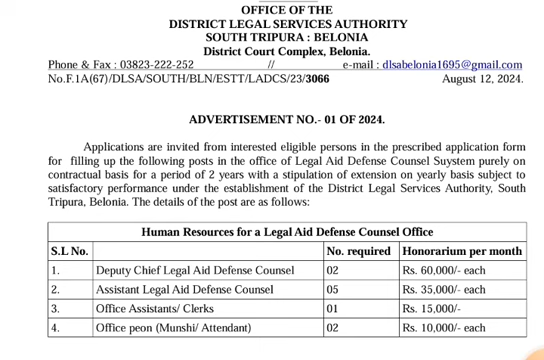 OFFICE OF THE
DISTRICT LEGAL SERVICES AUTHORITY
SOUTH TRIPURA : BELONIA
District Court Complex, Belonia.
Phone & Fax : 03823-222-252 // e-mail : dlsabelonia1695@gmail.com
No.F.1A(67)/DLSA/SOUTH/BLN/ESTT/LADCS/23/3066 August 12, 2024.
ADVERTISEMENT NO.- 01 OF 2024.
Applications are invited from interested eligible persons in the prescribed application form
for filling up the following posts in the office of Legal Aid Defense Counsel Suystem purely on
contractual basis for a period of 2 years with a stipulation of extension on yearly basis subject to
satisfactory performance under the establishment of the District Legal Services Authority, South
Tripura, Belonia. The details of the post are as follows:
Human Resources for a Legal Aid Defense Counsel Office
S.L No. No. required Honorarium per month
1. Deputy Chief Legal Aid Defense Counsel 02 Rs. 60,000/- each
2. Assistant Legal Aid Defense Counsel 05 Rs. 35,000/- each
3. Office Assistants/ Clerks 01 Rs. 15,000/-
4. Office peon (Munshi/ Attendant) 02 Rs. 10,000/- each